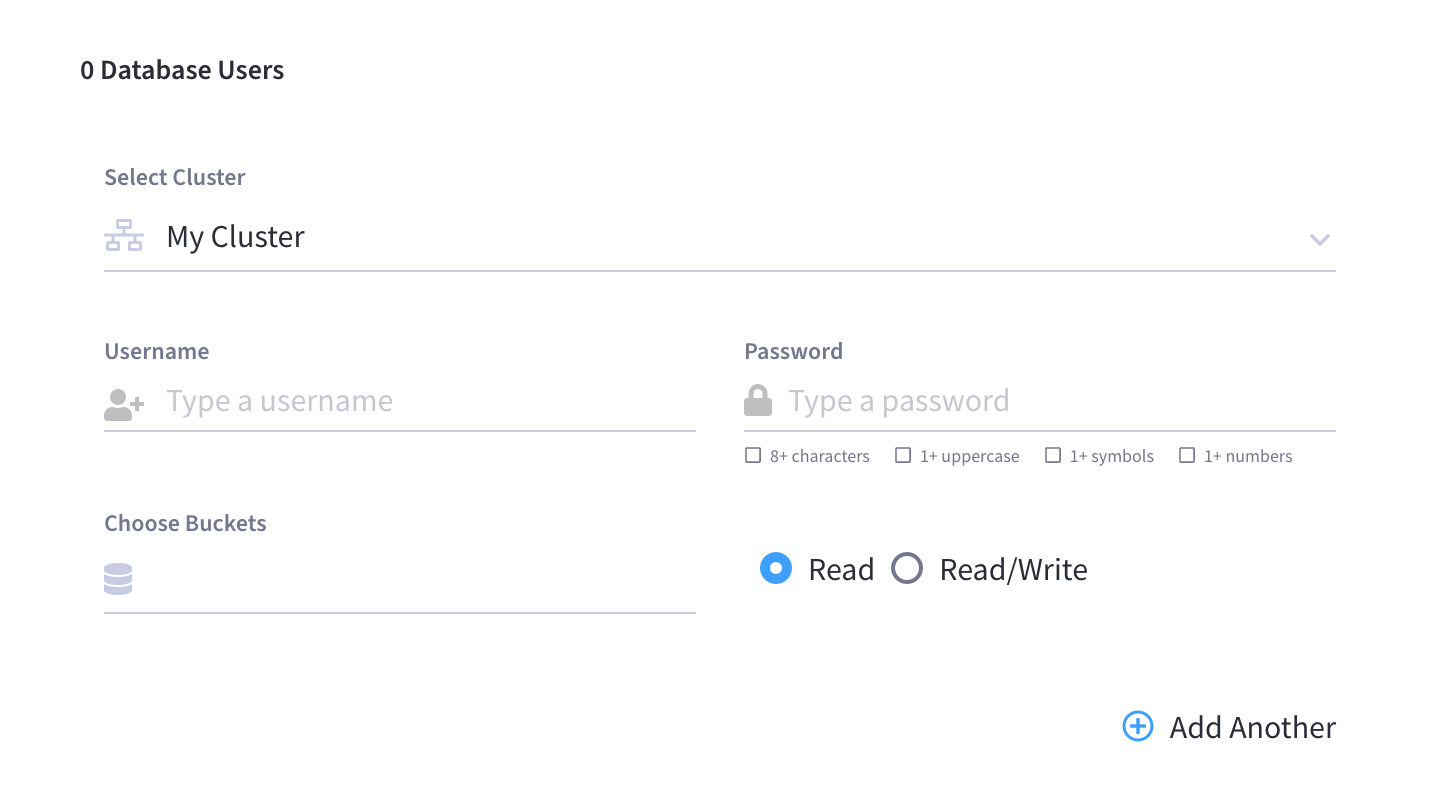 0 Database Users
Select Cluster
My Cluster
Username
Password
Type a username
Type a password
8+ characters 1+ uppercase 1+ symbols 1+ numbers
Choose Buckets
Read Read/Write
Add Another